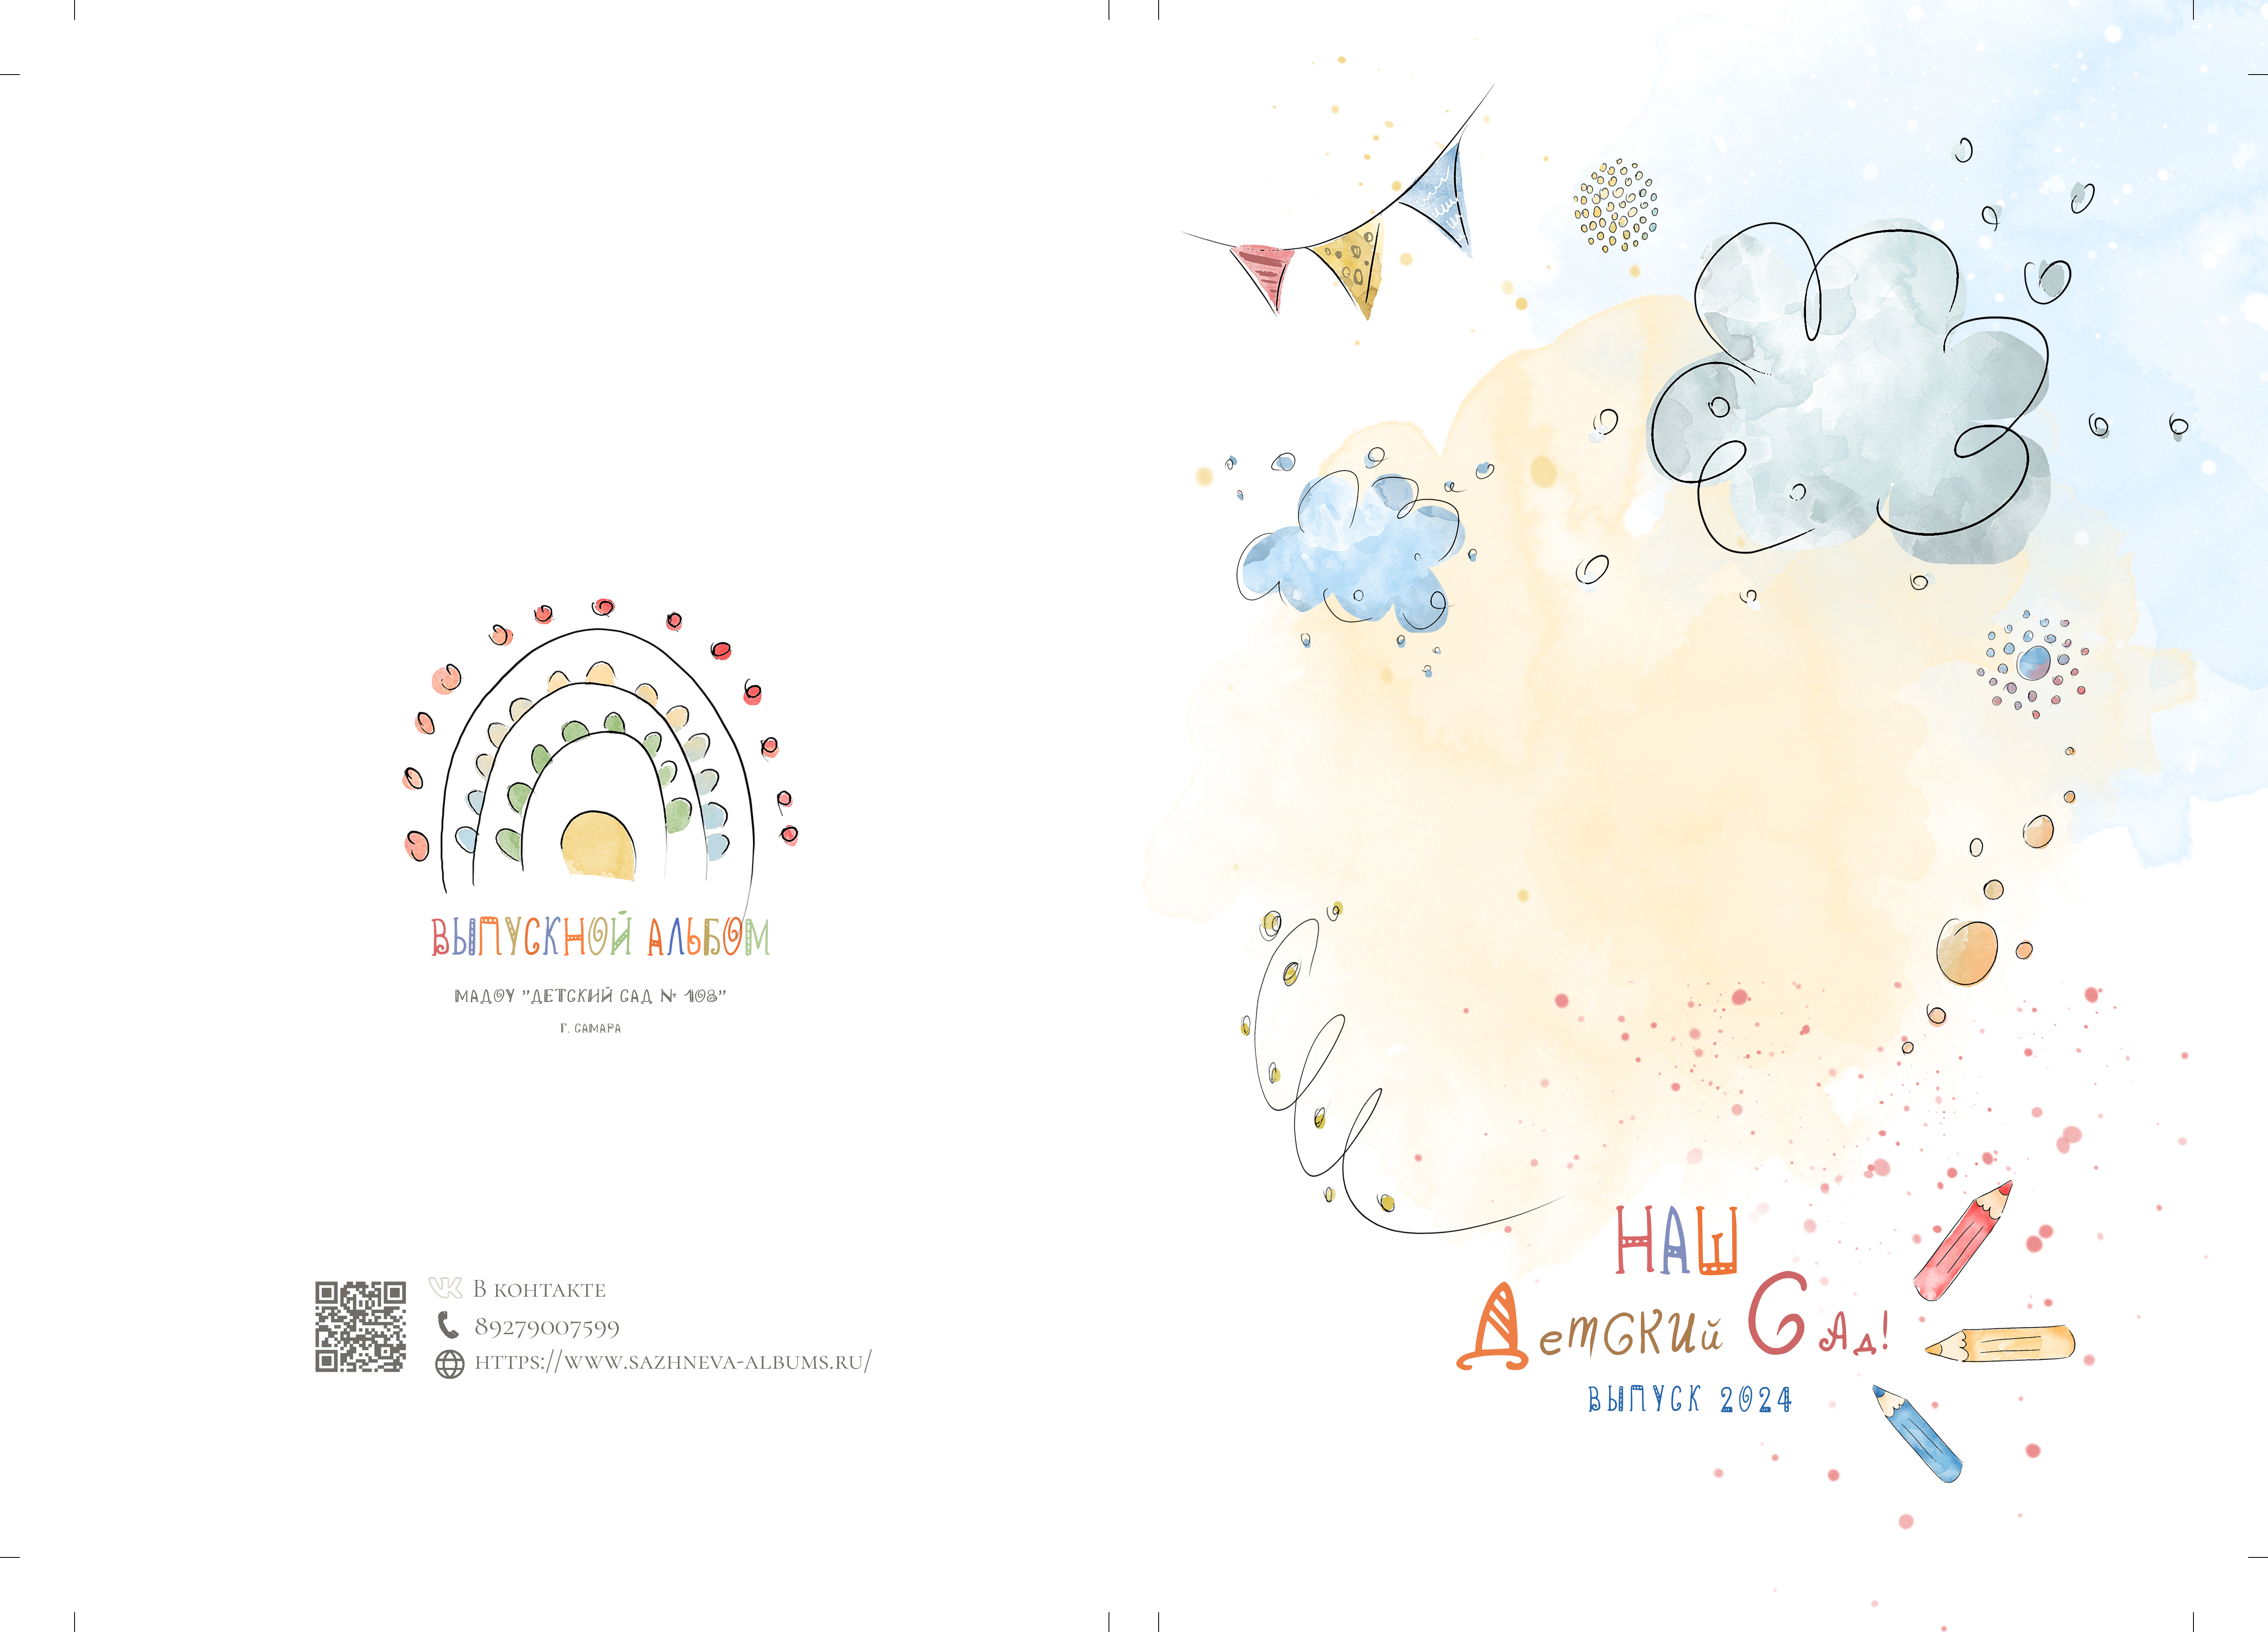 ВЫПУСКНОЙ АЛЬБОМ
МАДОУ "ДЕТСКИЙ САД № 108"
Г. САМАРА
В КОНТАКТЕ
89279007599
HTTPS://WWW.SAZHNEVA-ALBUMS.RU/
НАШ
Детский Сад!
ВЫПУСК 2024